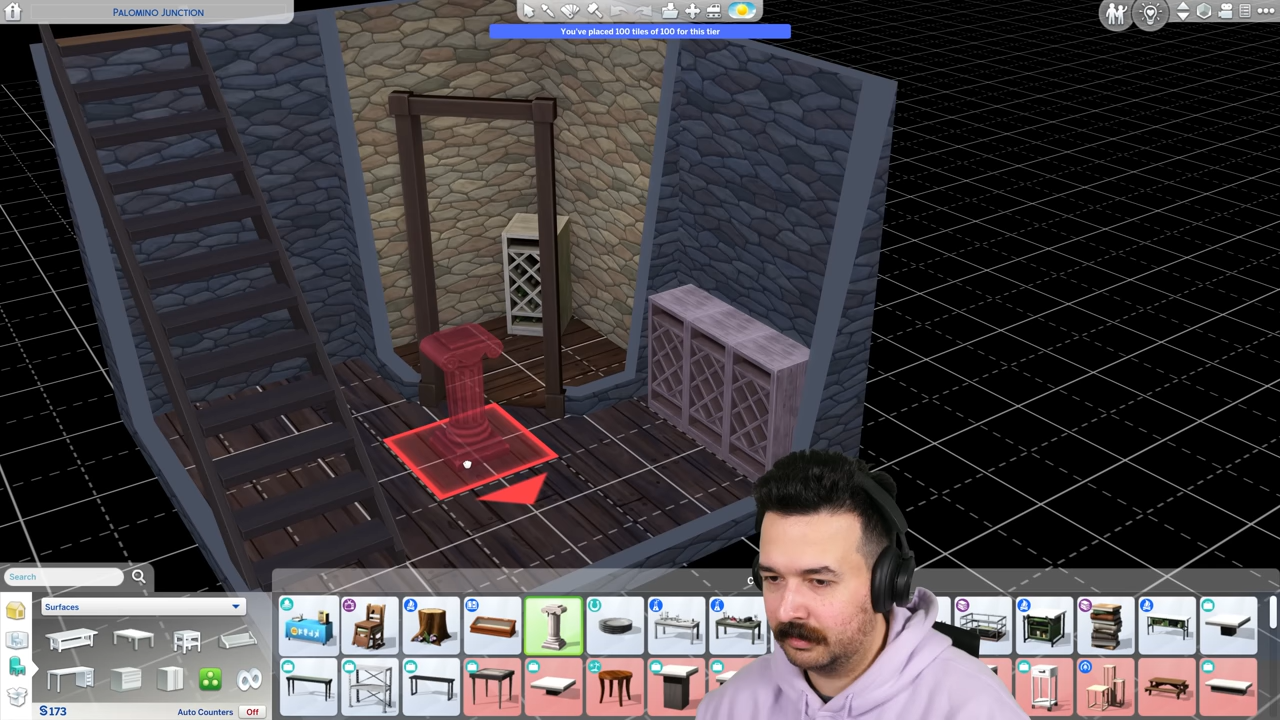 PALOMINO JUNCTION
You've placed 100 tiles of 100 for this tier
Search
Surfaces
§173
Auto Counters
Off